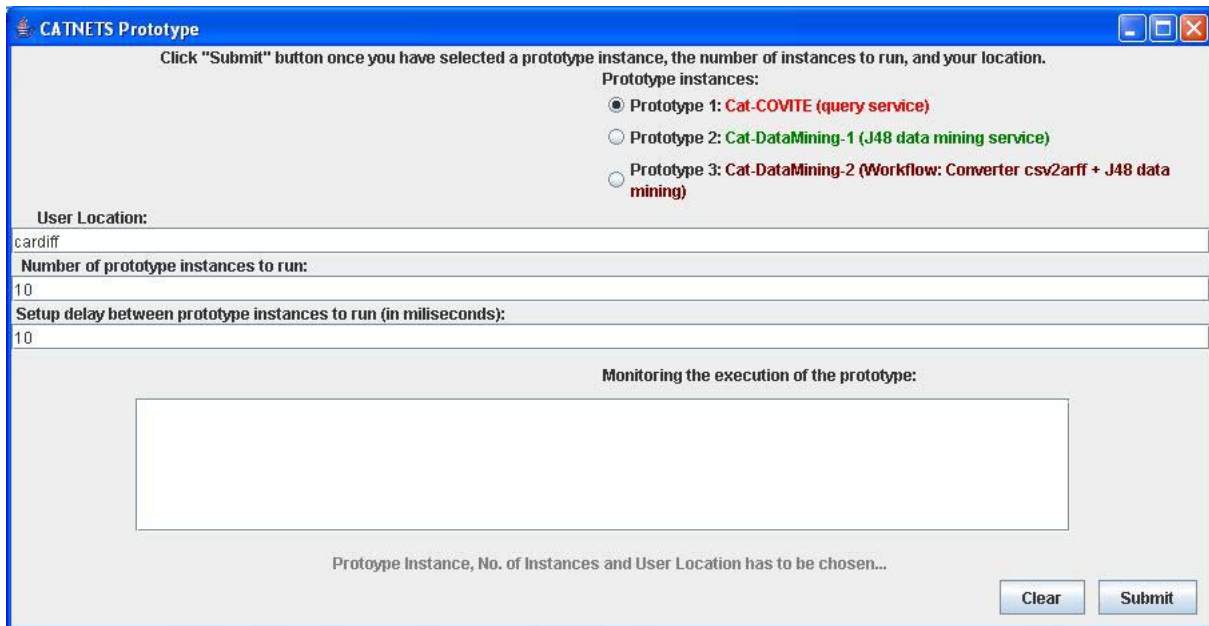 CATNETS Prototype
Click "Submit" button once you have selected a prototype instance, the number of instances to run, and your location.
Prototype instances:
Prototype 1: Cat-COVITE (query service)
Prototype 2: Cat-DataMining-1 (J48 data mining service)
Prototype 3: Cat-DataMining-2 (Workflow: Converter csv2arff + J48 data
mining)
User Location:
cardiff
Number of prototype instances to run:
10
Setup delay between prototype instances to run (in miliseconds):
10
Monitoring the execution of the prototype:
Protoype Instance, No. of Instances and User Location has to be chosen...
Clear Submit